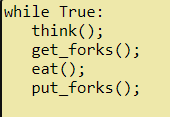 while True:
   think();
   get_forks();
   eat();
   put_forks();